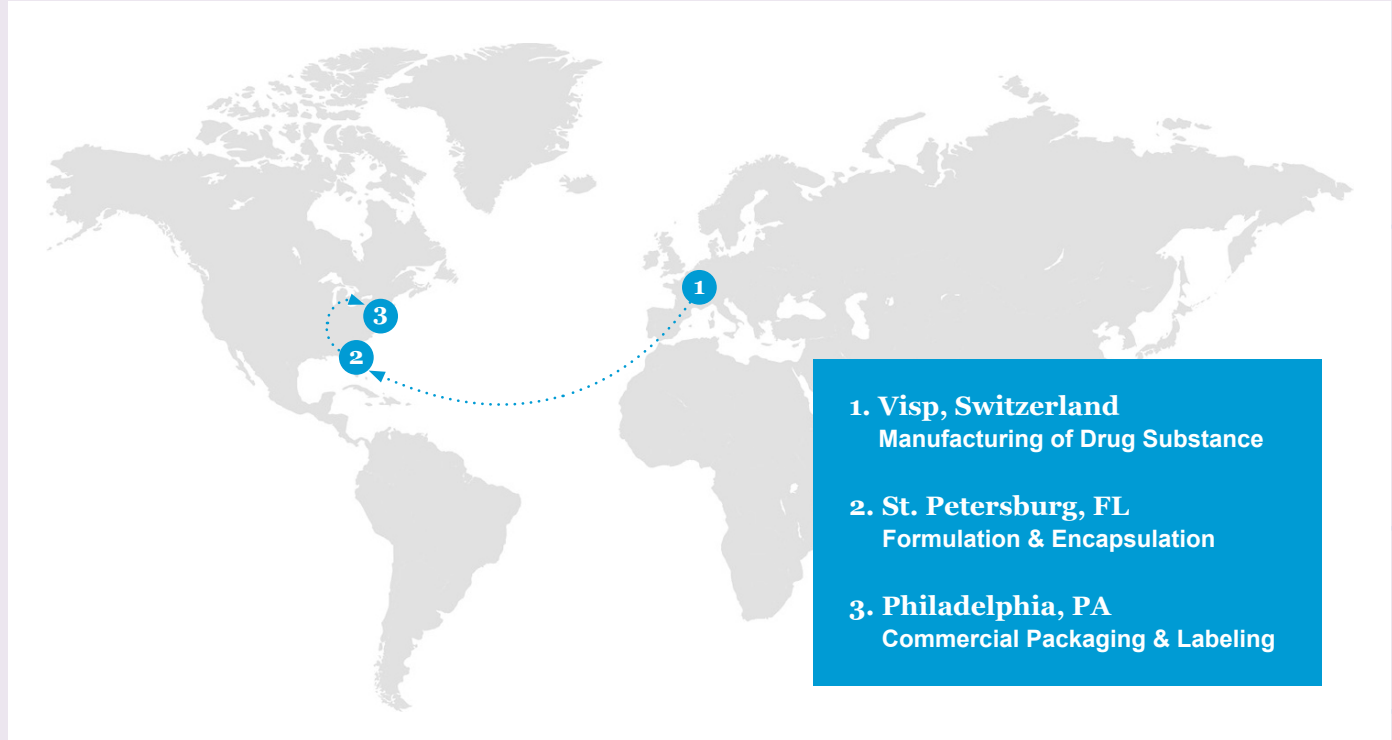 1
3
2
1. Visp, Switzerland
Manufacturing of Drug Substance
2. St. Petersburg, FL
Formulation & Encapsulation
3. Philadelphia, PA
Commercial Packaging & Labeling